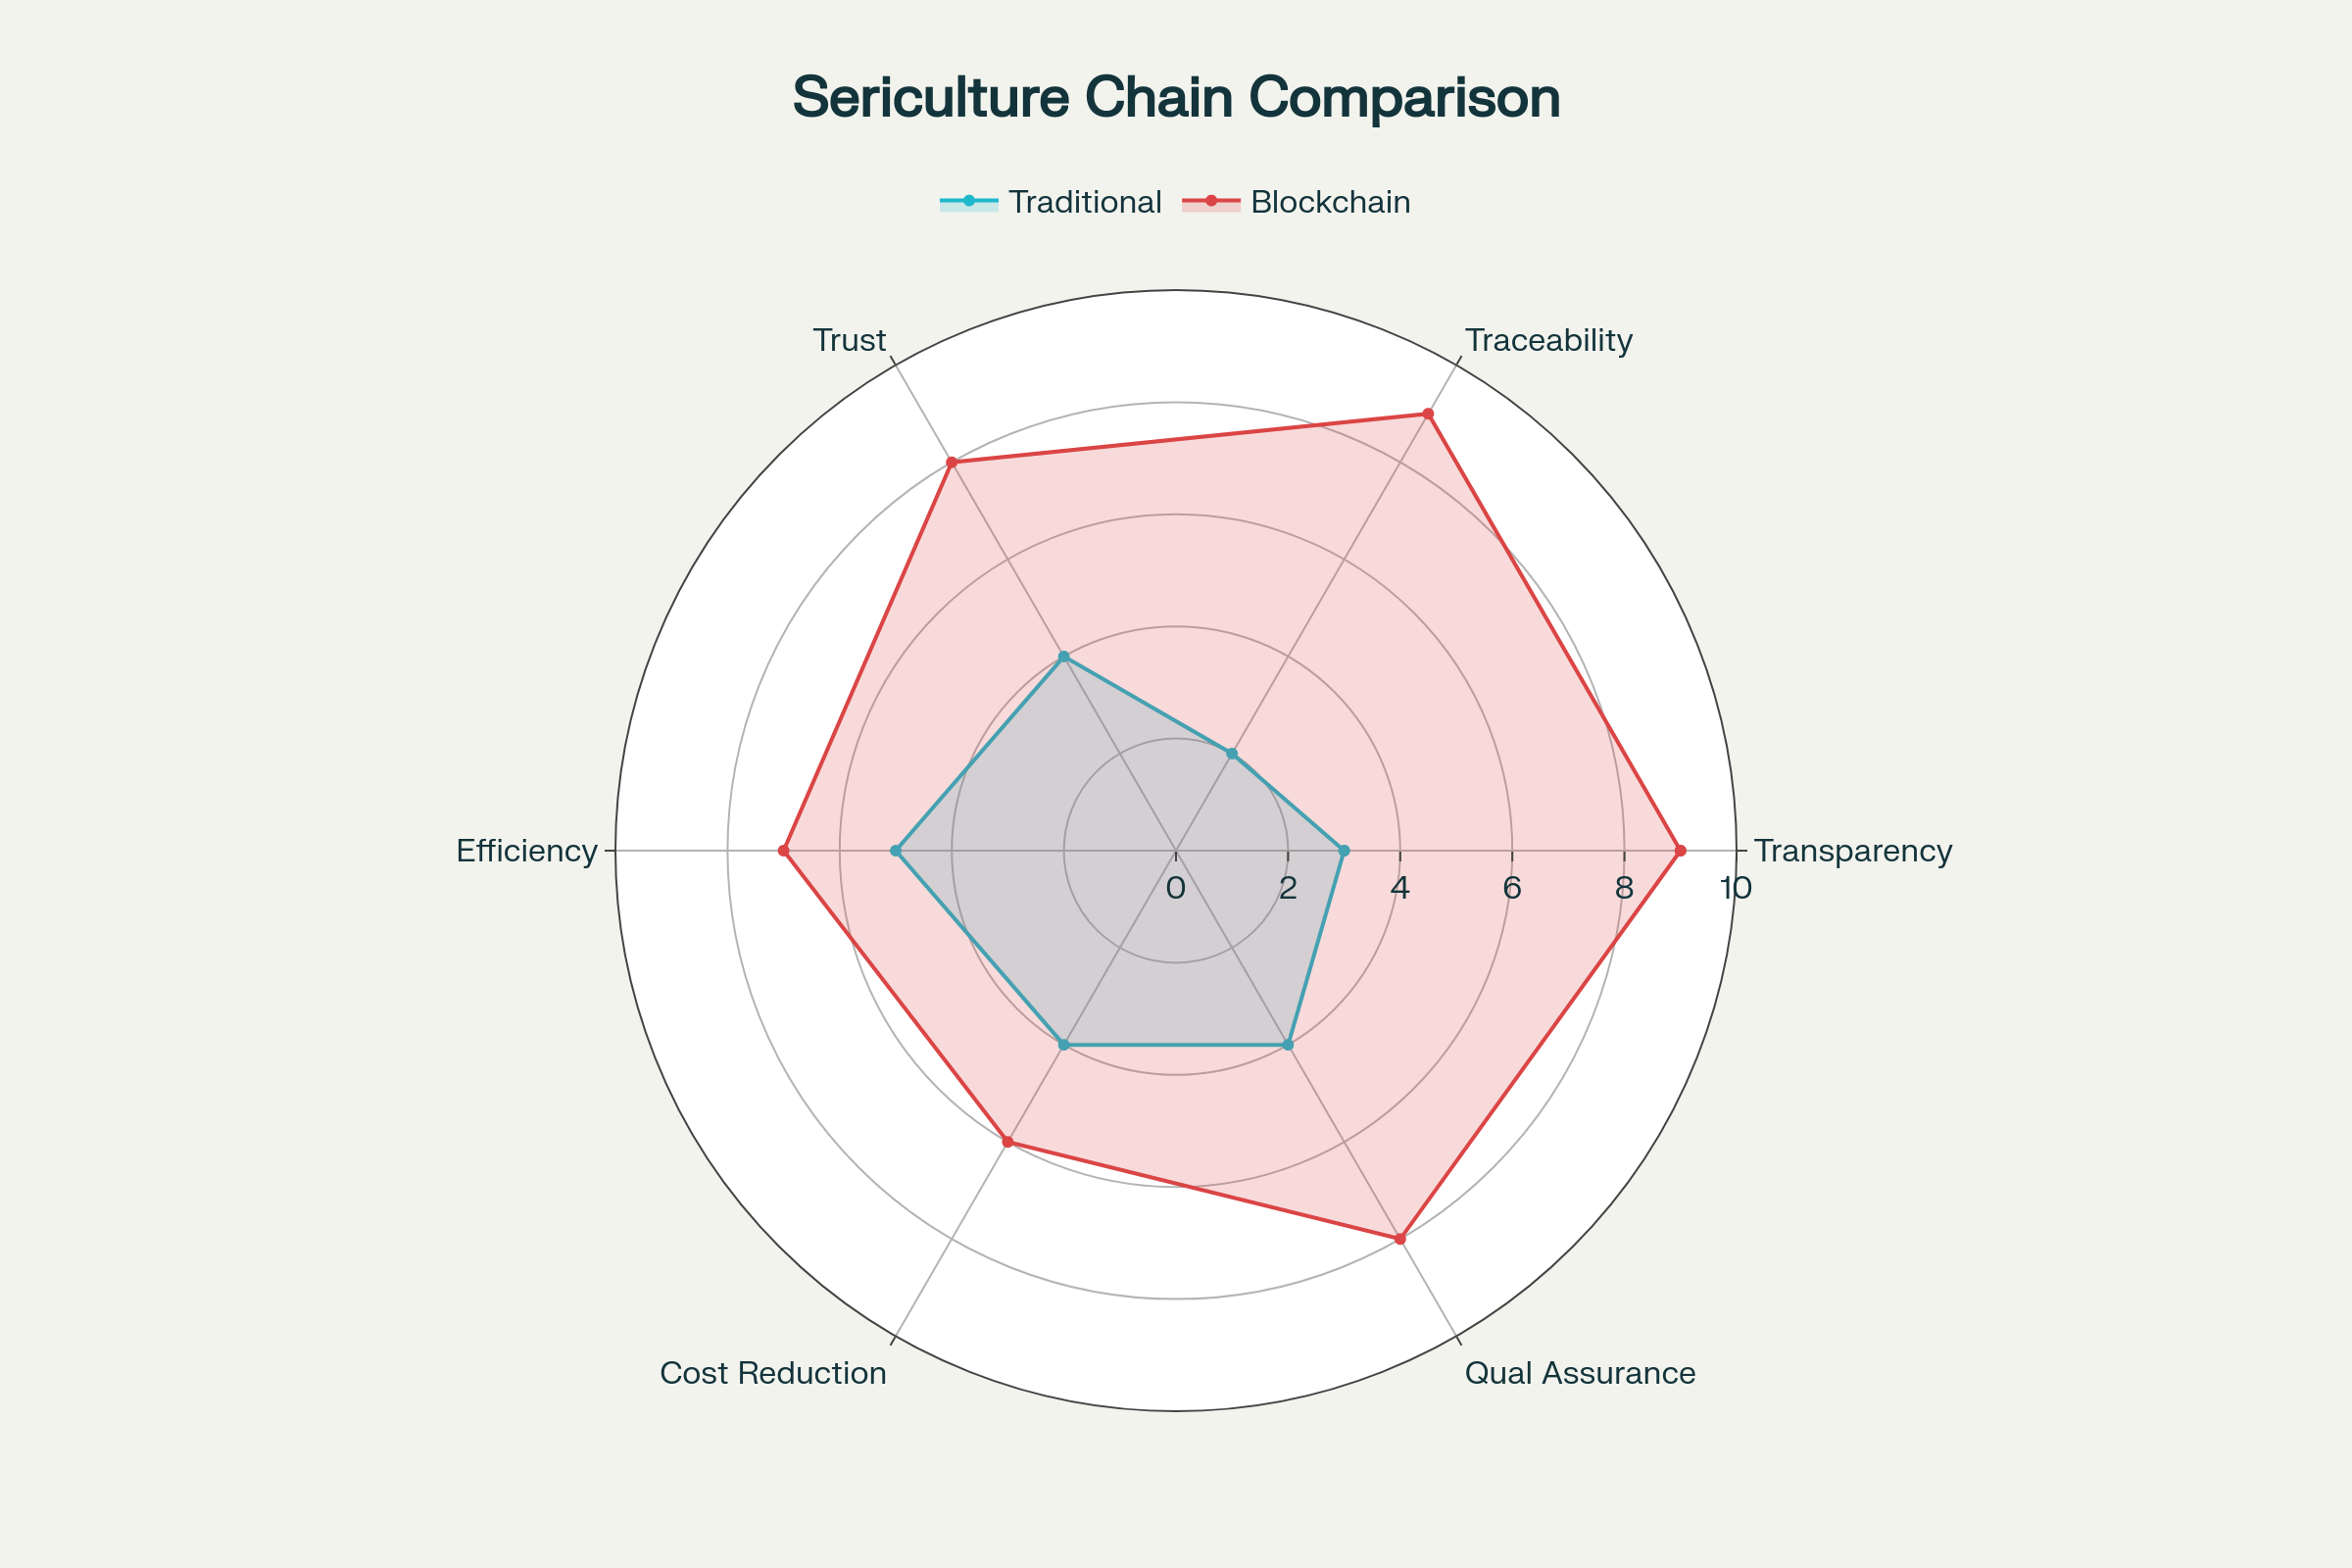 Sericulture Chain Comparison
Traditional Blockchain
Trust Traceability
Efficiency Transparency
0 2 4 6 8 10
Cost Reduction Qual Assurance